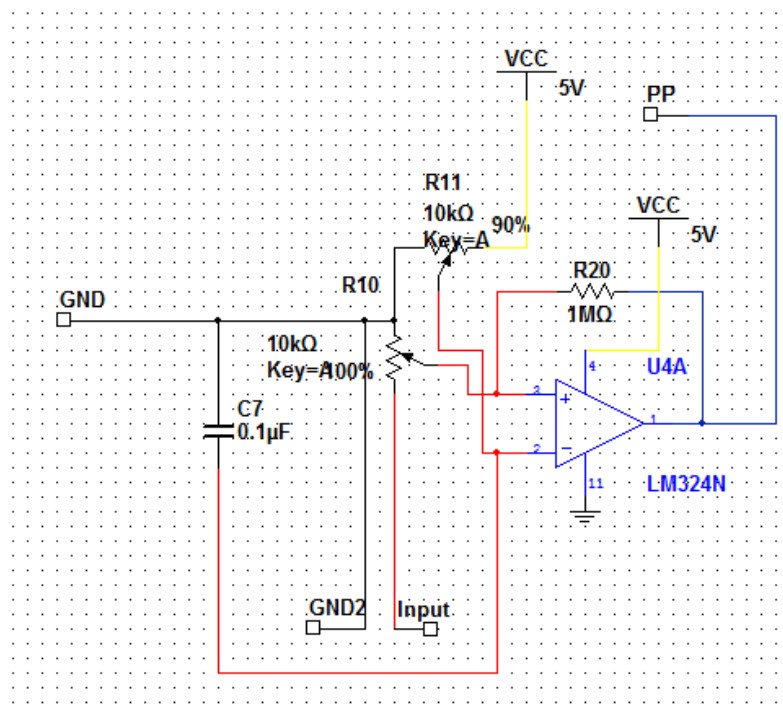 VCC
5V
PP
R11
10kΩ
90%
Key=A
VCC
5V
R10
R20
GND
1MΩ
10kΩ
Key=A
100%
4
U4A
C7
0.1µF
3
+
1
2
−
11
LM324N
GND2
Input